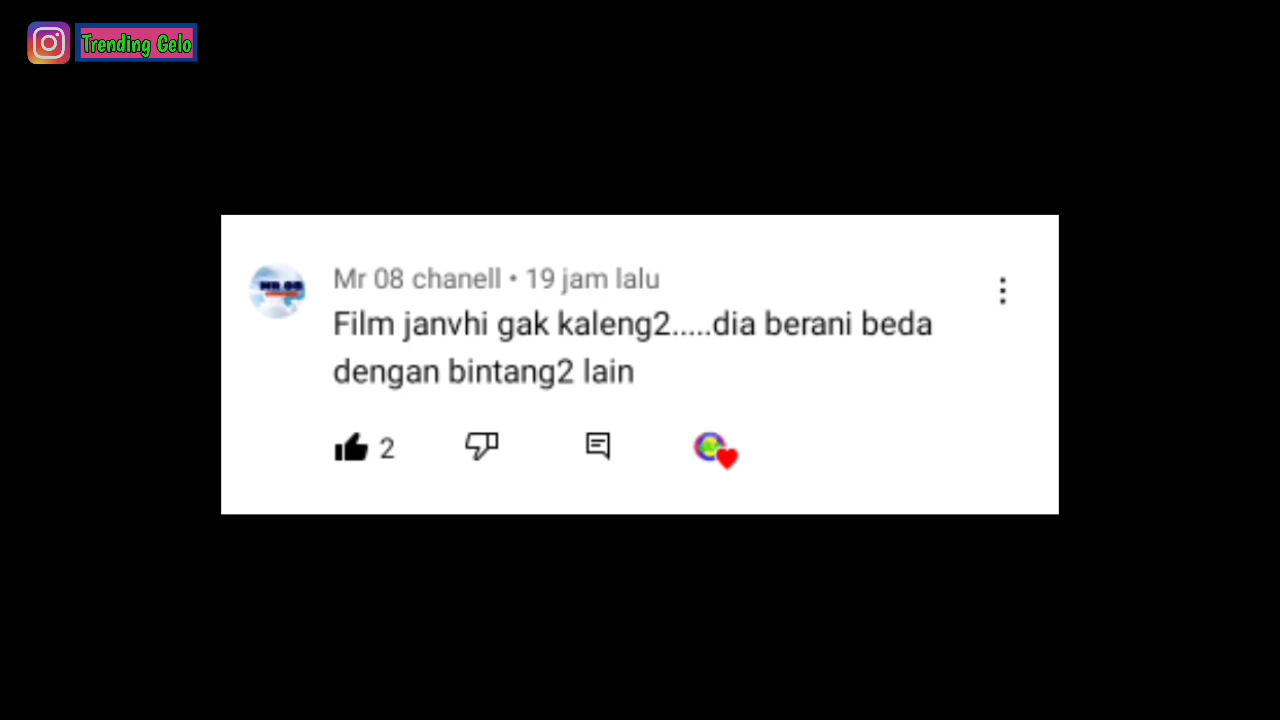 Trending Gelo
Mr 08 chanell • 19 jam lalu
Film janvhi gak kaleng2.....dia berani beda
dengan bintang2 lain
2